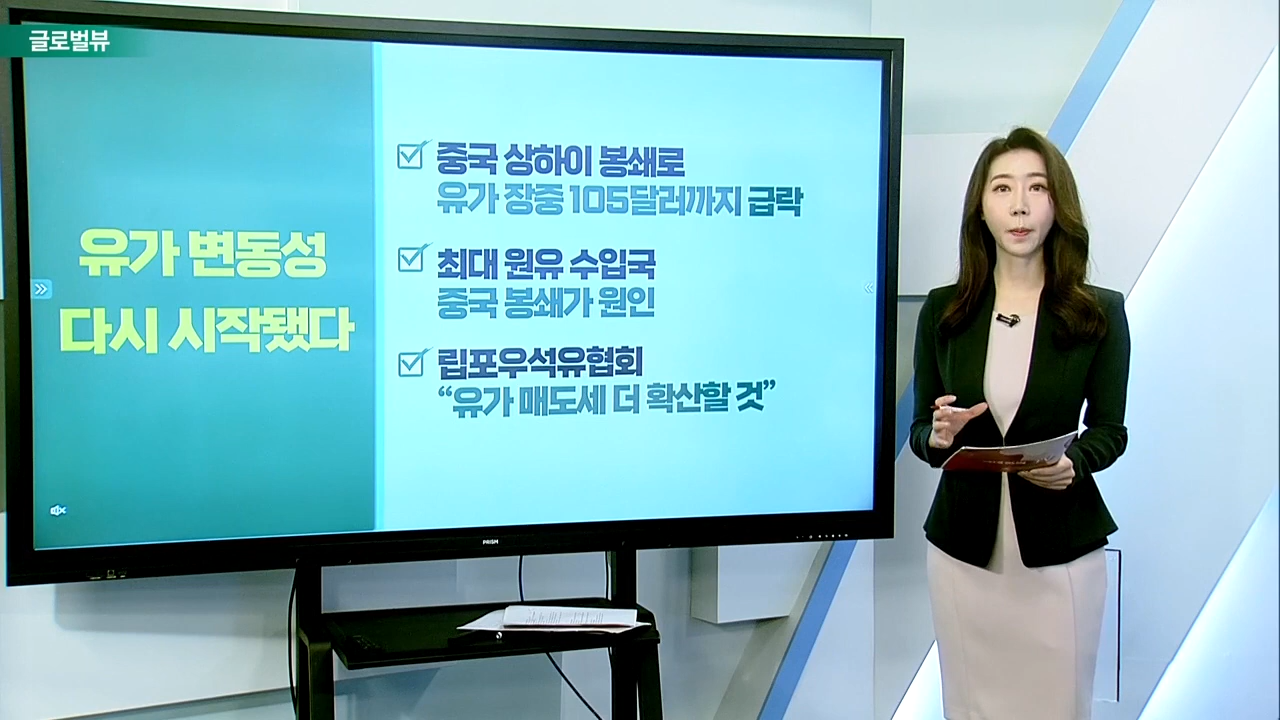 글로벌뷰
유가 변동성
다시 시작됐다
중국 상하이 봉쇄로
유가 장중 105달러까지 급락
최대 원유 수입국
중국 봉쇄가 원인
립포우석유협회
“유가 매도세 더 확산할 것”
PRISM